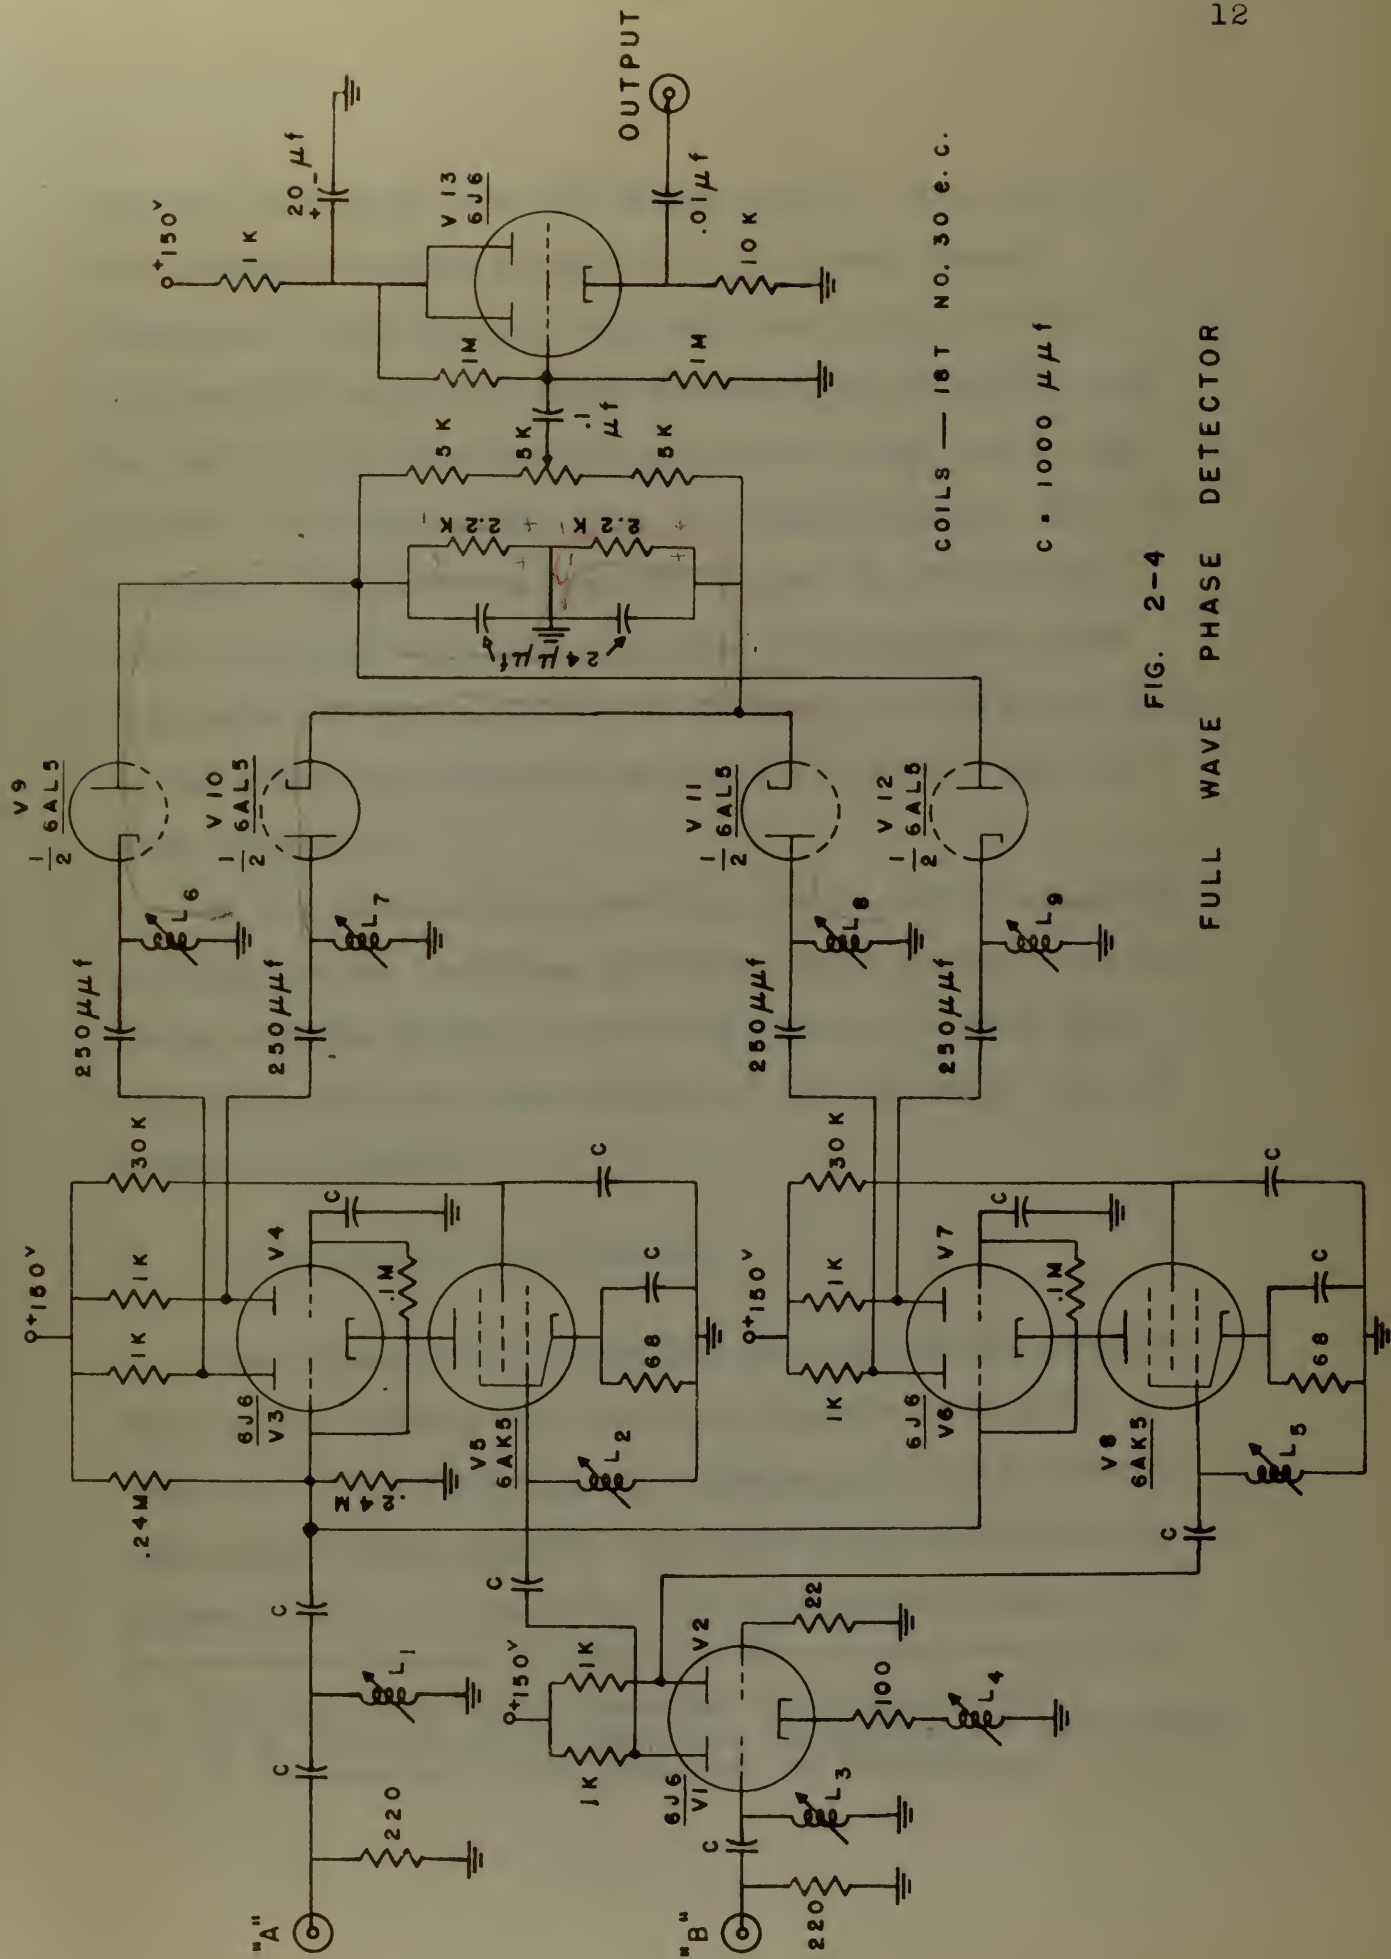 12
"A"
220
C
L1
C
.24M
.24M
+150V
1K
1K
30K
6J6
V3
V4
C
.1M
V5
6AK5
L2
68
C
C
250μμf
250μμf
L6
L7
V9
1/2 6AL5
V10
1/2 6AL5
"B"
220
C
L3
6J6
V1
V2
+150V
1K
1K
100
L4
22
C
C
+150V
1K
1K
30K
6J6
V6
V7
C
.1M
V8
6AK5
L5
68
C
C
250μμf
250μμf
L8
L9
V11
1/2 6AL5
V12
1/2 6AL5
24μμf
2.2K
2.2K
5K
5K
5K
.1
μf
1M
1M
+150V
1K
20 μf
+ -
V13
6J6
.01μf
10K
OUTPUT
COILS — 18T NO. 30 e. c.
C = 1000 μμf
FIG. 2-4
FULL WAVE PHASE DETECTOR